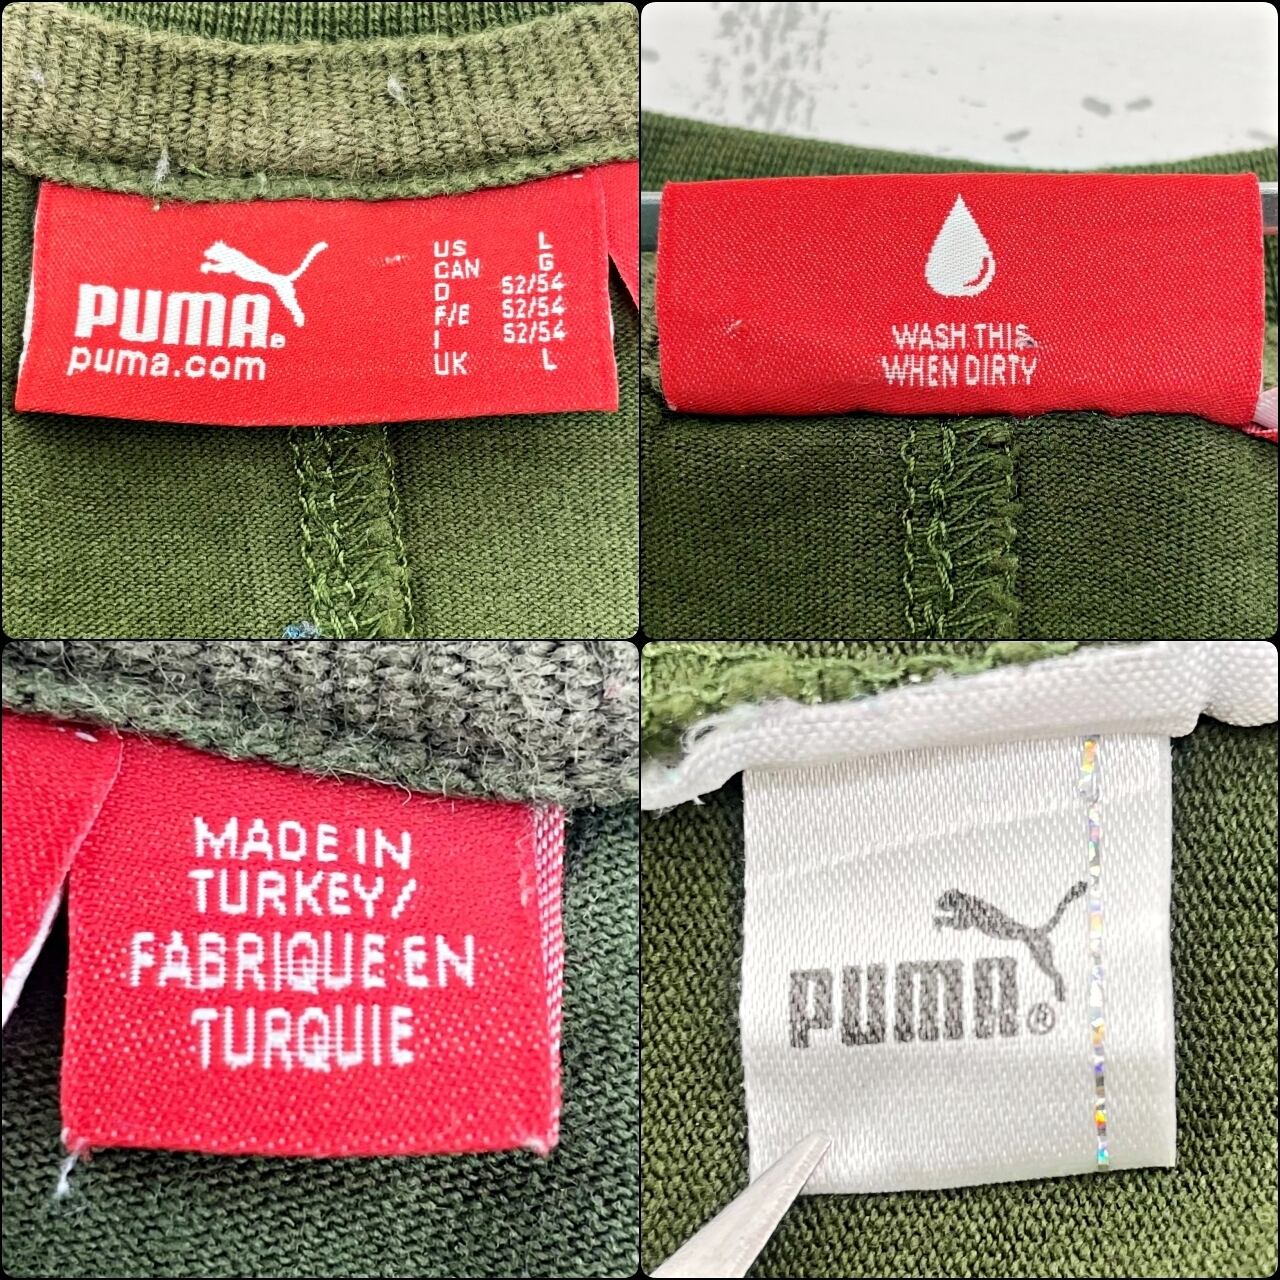 PUMA®
puma.com
US L
CAN G
D 52/54
F/E 52/54
I 52/54
UK L
WASH THIS
WHEN DIRTY
MADE IN
TURKEY/
FABRIQUE EN
TURQUIE
PUMA®